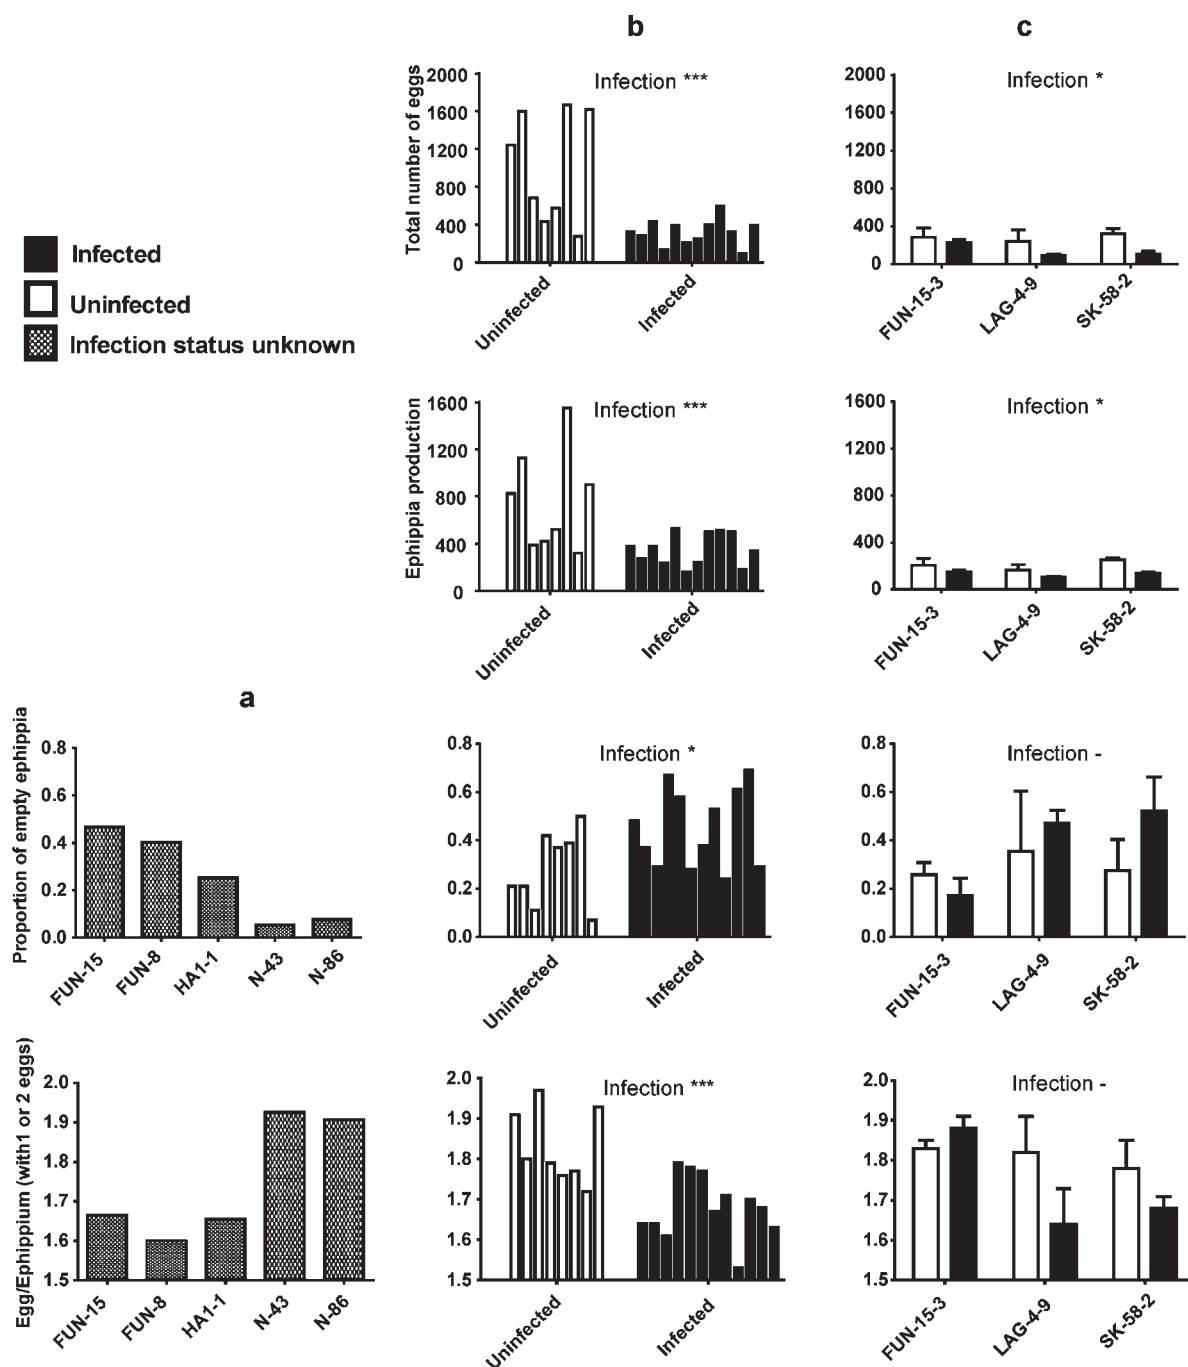 b
c
Total number of eggs
2000
1600
1200
800
400
0
Infection ***
Uninfected
Infected
2000
1600
1200
800
400
0
Infection *
FUN-15-3
LAG-4-9
SK-58-2
Infected
Uninfected
Infection status unknown
Ephippia production
1600
1200
800
400
0
Infection ***
Uninfected
Infected
1600
1200
800
400
0
Infection *
FUN-15-3
LAG-4-9
SK-58-2
a
Proportion of empty ephippia
0.8
0.6
0.4
0.2
0.0
FUN-15
FUN-8
HA1-1
N-43
N-86
0.8
0.6
0.4
0.2
0.0
Infection *
Uninfected
Infected
0.8
0.6
0.4
0.2
0.0
Infection -
FUN-15-3
LAG-4-9
SK-58-2
Egg/Ephippium (with1 or 2 eggs)
2.0
1.9
1.8
1.7
1.6
1.5
FUN-15
FUN-8
HA1-1
N-43
N-86
2.0
1.9
1.8
1.7
1.6
1.5
Infection ***
Uninfected
Infected
2.0
1.9
1.8
1.7
1.6
1.5
Infection -
FUN-15-3
LAG-4-9
SK-58-2